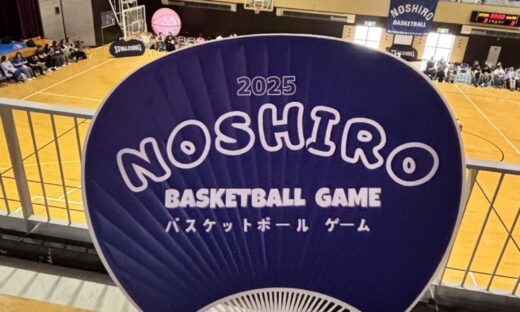 NOSHIRO
BASKETBALL
SPALDING
2025
NOSHIRO
BASKETBALL GAME
バスケットボール ゲーム